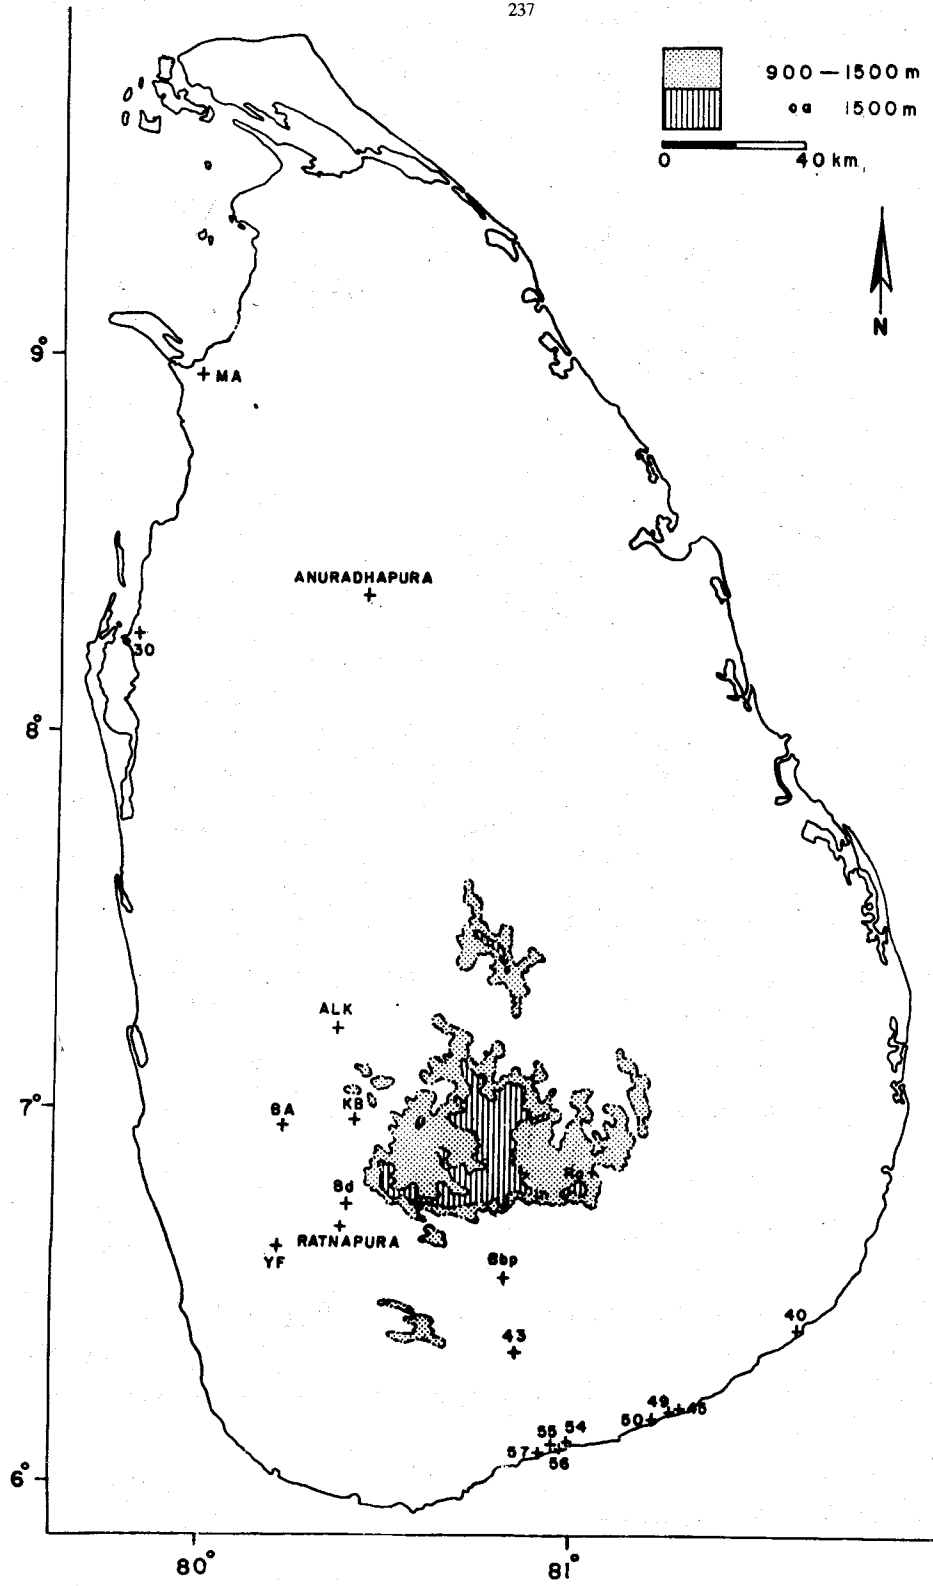 237
900 — 1500 m
1500 m
0 40 km
N
9°
+ MA
ANURADHAPURA
+
+
30
8°
ALK
+
7°
BA
+
KB
+
Bd
+
+
RATNAPURA
+
YF
Bbp
+
43
+
40
+
49
50 + + + 45
55 54
57 + + + +
56
6°
80°
81°